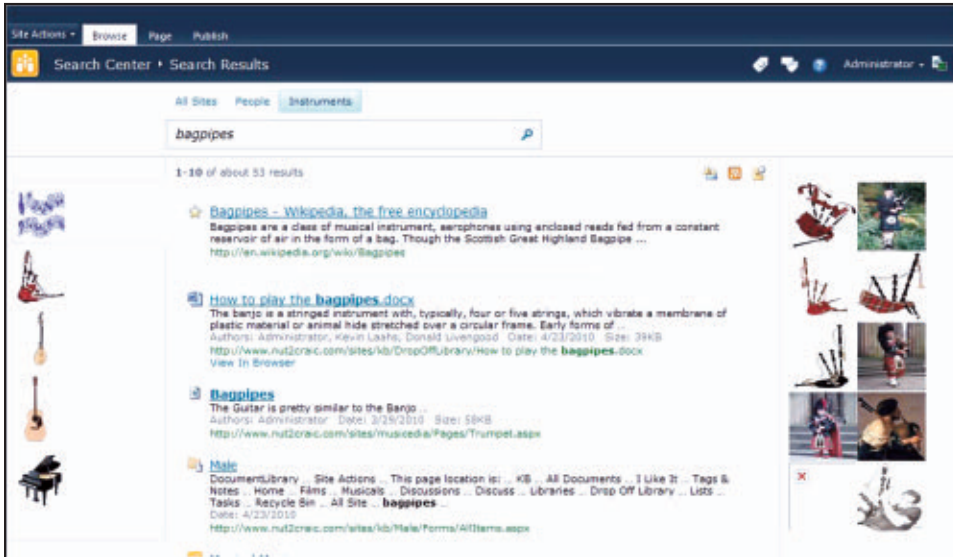 Site Actions
Browse
Page
Publish
Search Center
Search Results
Administrator
All Sites
People
Instruments
bagpipes
1-10 of about 53 results
Bagpipes - Wikipedia, the free encyclopedia
Bagpipes are a class of musical instrument, aerophones using enclosed reeds fed from a constant
reservoir of air in the form of a bag. Though the Scottish Great Highland Bagpipe ...
http://en.wikipedia.org/wiki/Bagpipes
How to play the bagpipes.docx
The banjo is a stringed instrument with, typically, four or five strings, which vibrate a membrane of
plastic material or animal hide stretched over a circular frame. Early forms of ..
Authors: Administrator, Kevin Laahs, Donald Livengood Date: 4/23/2010 Size: 39KB
http://www.nut2craic.com/sites/kb/DropOffLibrary/How to play the bagpipes.docx
View In Browser
Bagpipes
The Guitar is pretty similar to the Banjo ..
Authors: Administrator Date: 3/29/2010 Size: 58KB
http://www.nut2craic.com/sites/musicedia/Pages/Trumpet.aspx
Male
DocumentLibrary .. Site Actions .. This page location is: .. KB .. All Documents .. I Like It .. Tags &
Notes .. Home .. Films .. Musicals .. Discussions .. Discuss .. Libraries .. Drop Off Library .. Lists ..
Tasks .. Recycle Bin .. All Site .. bagpipes ..
Date: 4/23/2010
http://www.nut2craic.com/sites/kb/Male/Forms/AllItems.aspx